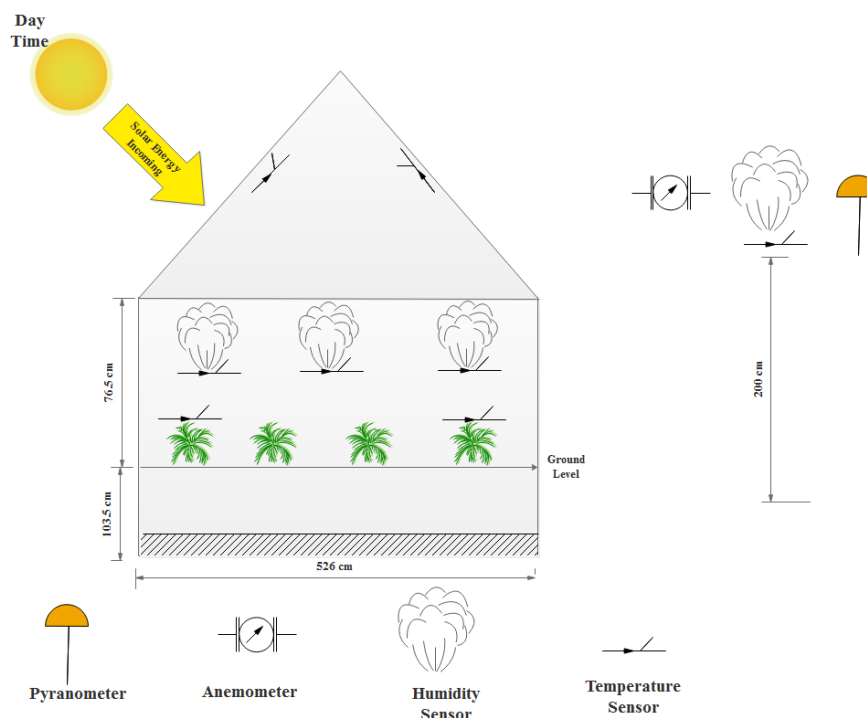 Day
Time
Solar Energy
Incoming
76.5 cm
103.5 cm
200 cm
Ground
Level
526 cm
Pyranometer
Anemometer
Humidity
Sensor
Temperature
Sensor